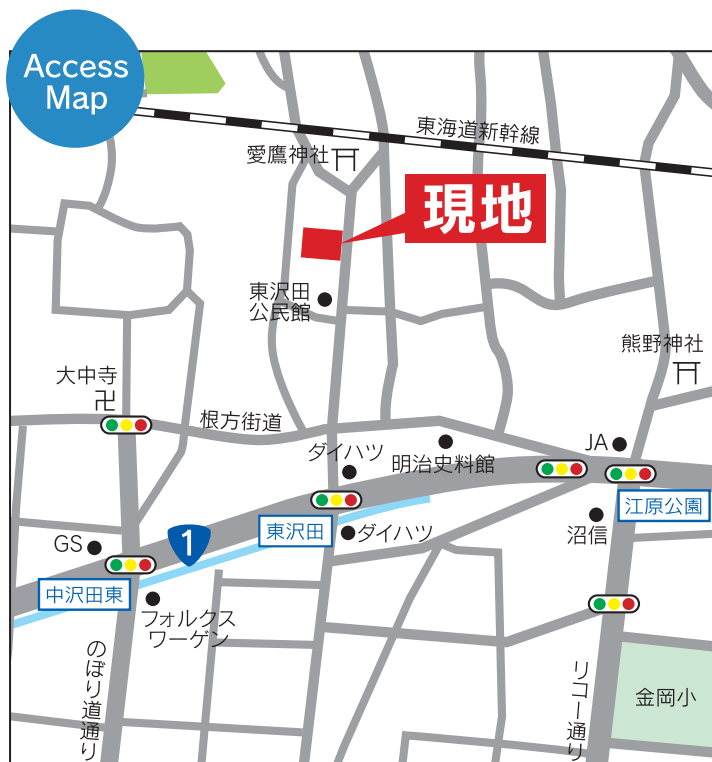 Access
Map
東海道新幹線
愛鷹神社
現地
東沢田
公民館
熊野神社
大中寺
根方街道
ダイハツ
明治史料館
JA
江原公園
東沢田
ダイハツ
沼信
GS
1
中沢田東
フォルクス
ワーゲン
のぼり道通り
リコー通り
金岡小